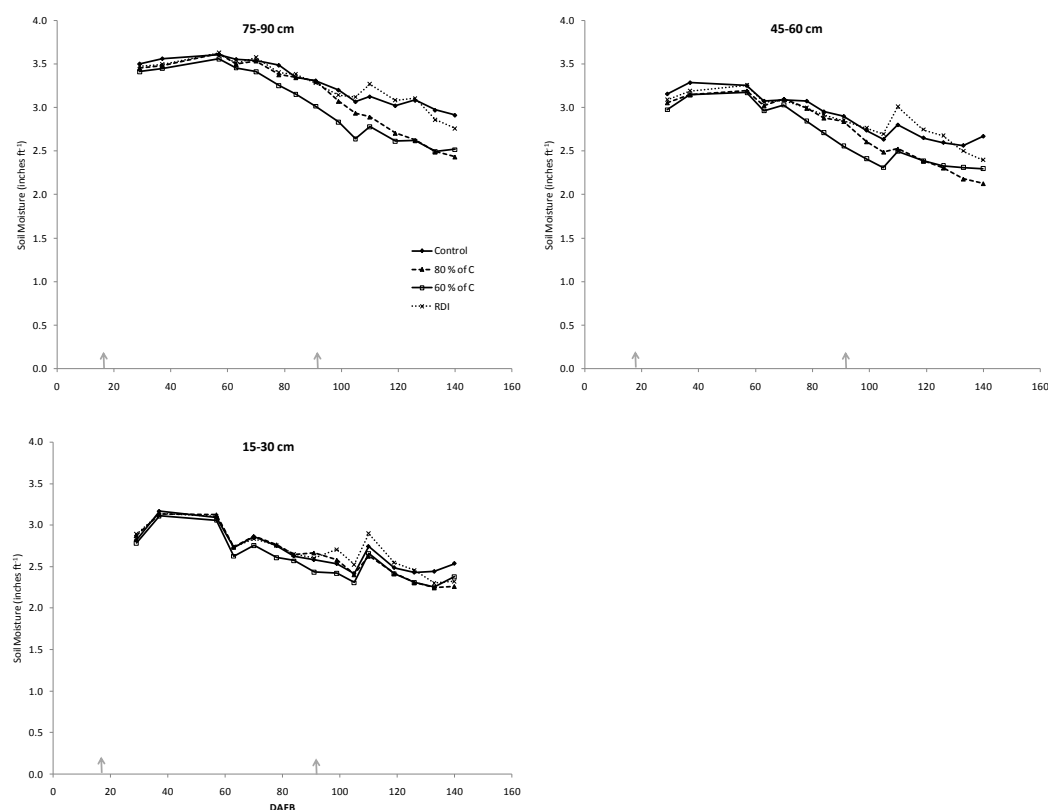 75-90 cm
4.0
3.5
3.0
2.5
2.0
1.5
1.0
0.5
0.0
Soil Moisture (inches ft-1)
Control
80 % of C
60 % of C
RDI
0 20 40 60 80 100 120 140 160
45-60 cm
4.0
3.5
3.0
2.5
2.0
1.5
1.0
0.5
0.0
Soil Moisture (inches ft-1)
0 20 40 60 80 100 120 140 160
15-30 cm
4.0
3.5
3.0
2.5
2.0
1.5
1.0
0.5
0.0
Soil Moisture (inches ft-1)
0 20 40 60 80 100 120 140 160
DAFB